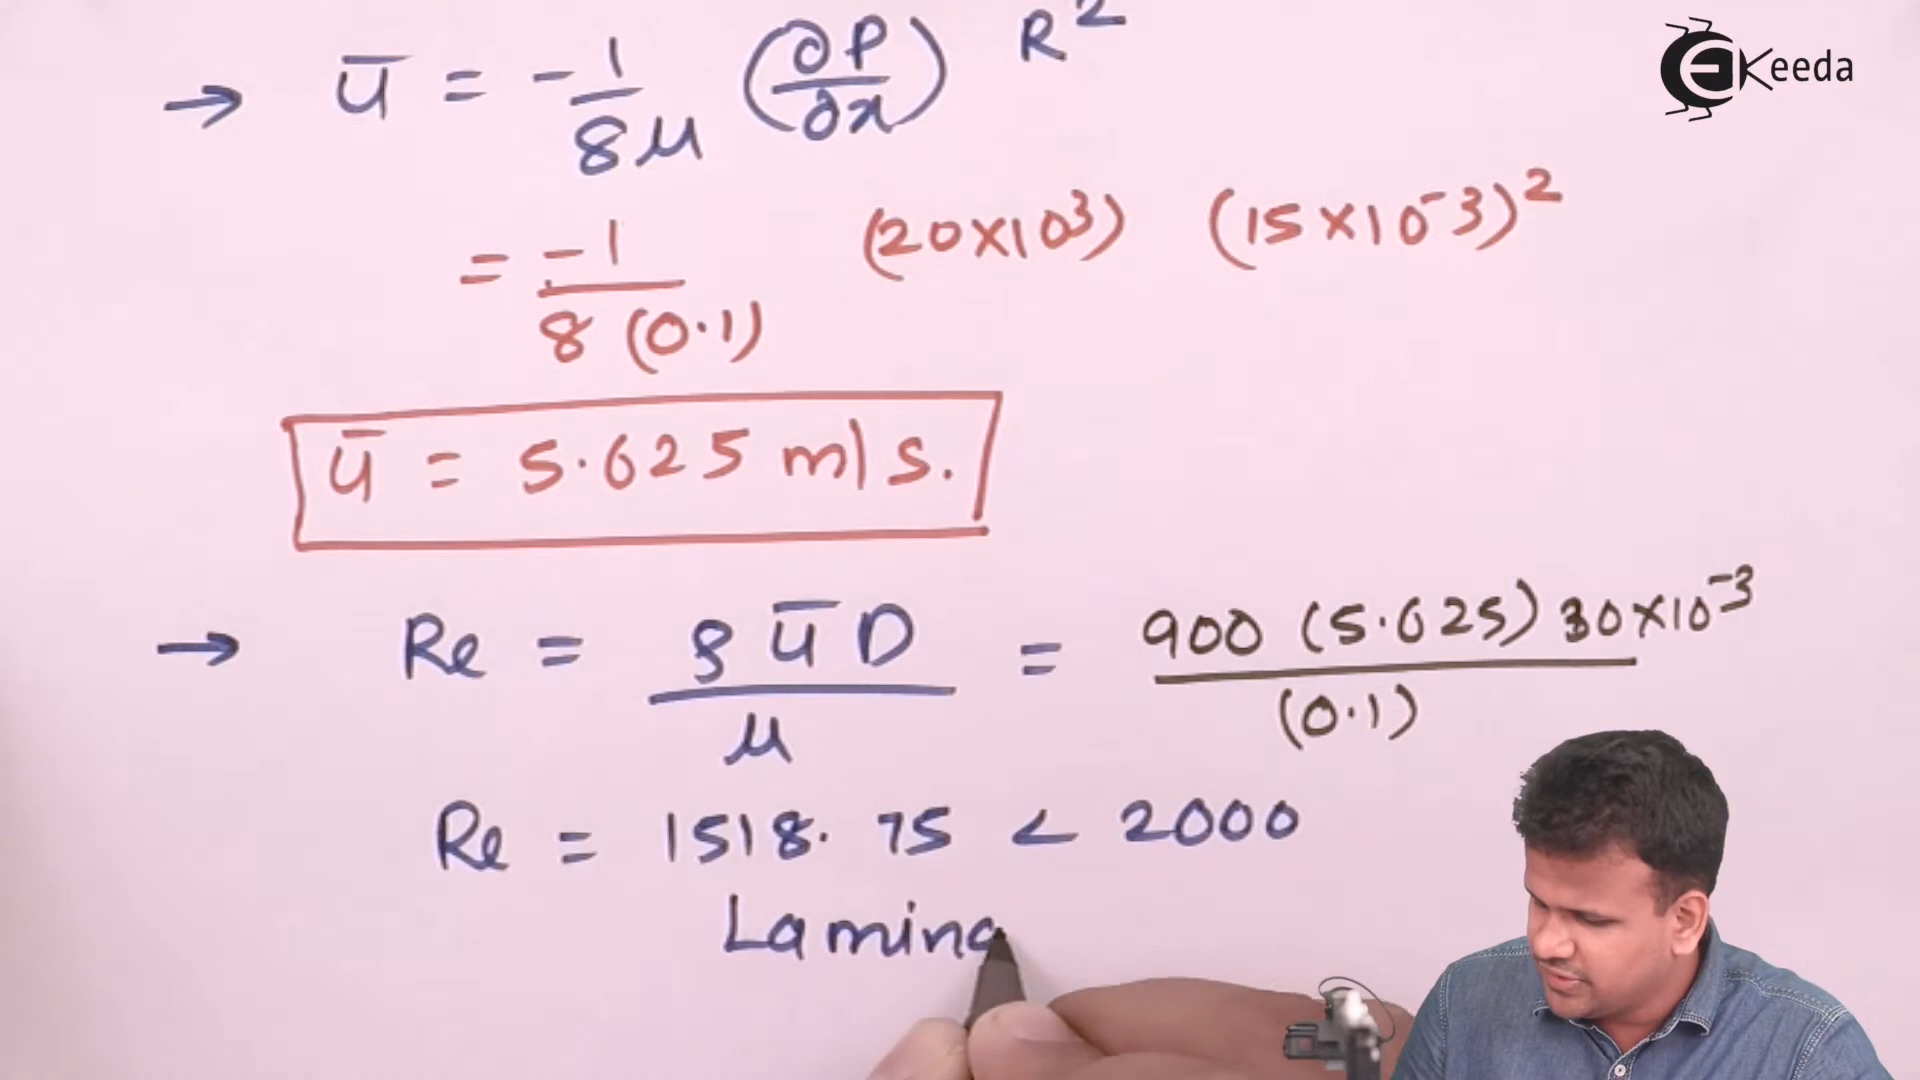 EKeeda
→ ū = -1/8μ (∂P/∂x) R²
= -1/8(0.1) (20×10³) (15×10⁻³)²
ū = 5.625 m/s.
→ Re = ρ ū D/μ = 900 (5.625) 30×10⁻³/(0.1)
Re = 1518.75 < 2000
Lamina